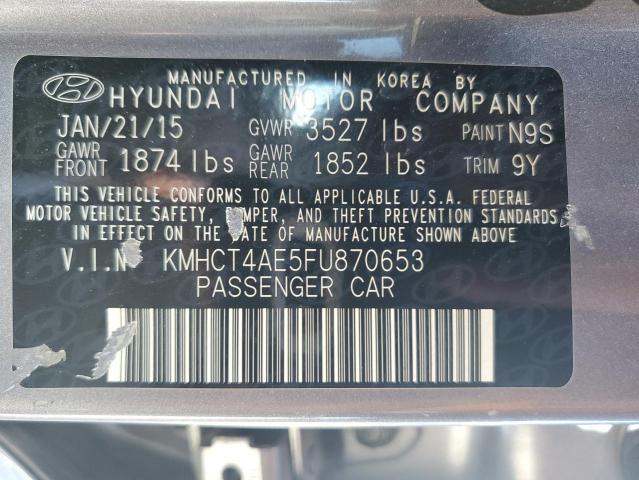 MANUFACTURED IN KOREA BY
HYUNDAI MOTOR COMPANY
JAN/21/15 GVWR 3527 lbs PAINT N9S
GAWR FRONT 1874 lbs GAWR REAR 1852 lbs TRIM 9Y
THIS VEHICLE CONFORMS TO ALL APPLICABLE U.S.A. FEDERAL
MOTOR VEHICLE SAFETY, BUMPER, AND THEFT PREVENTION STANDARDS
IN EFFECT ON THE DATE OF MANUFACTURE SHOWN ABOVE
V.I.N KMHCT4AE5FU870653
PASSENGER CAR